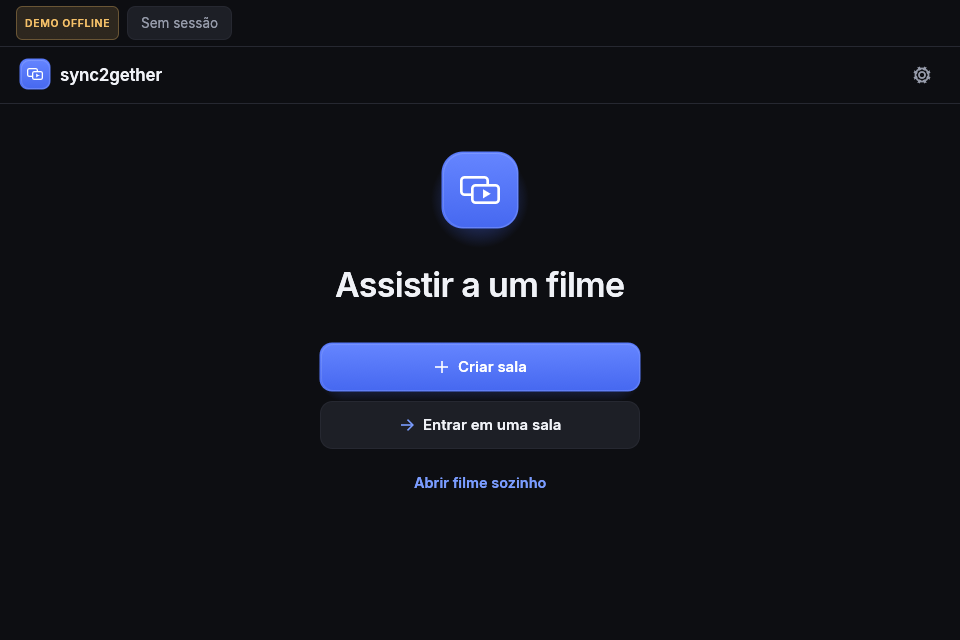 DEMO OFFLINE
Sem sessão
sync2gether
Assistir a um filme
Criar sala
Entrar em uma sala
Abrir filme sozinho